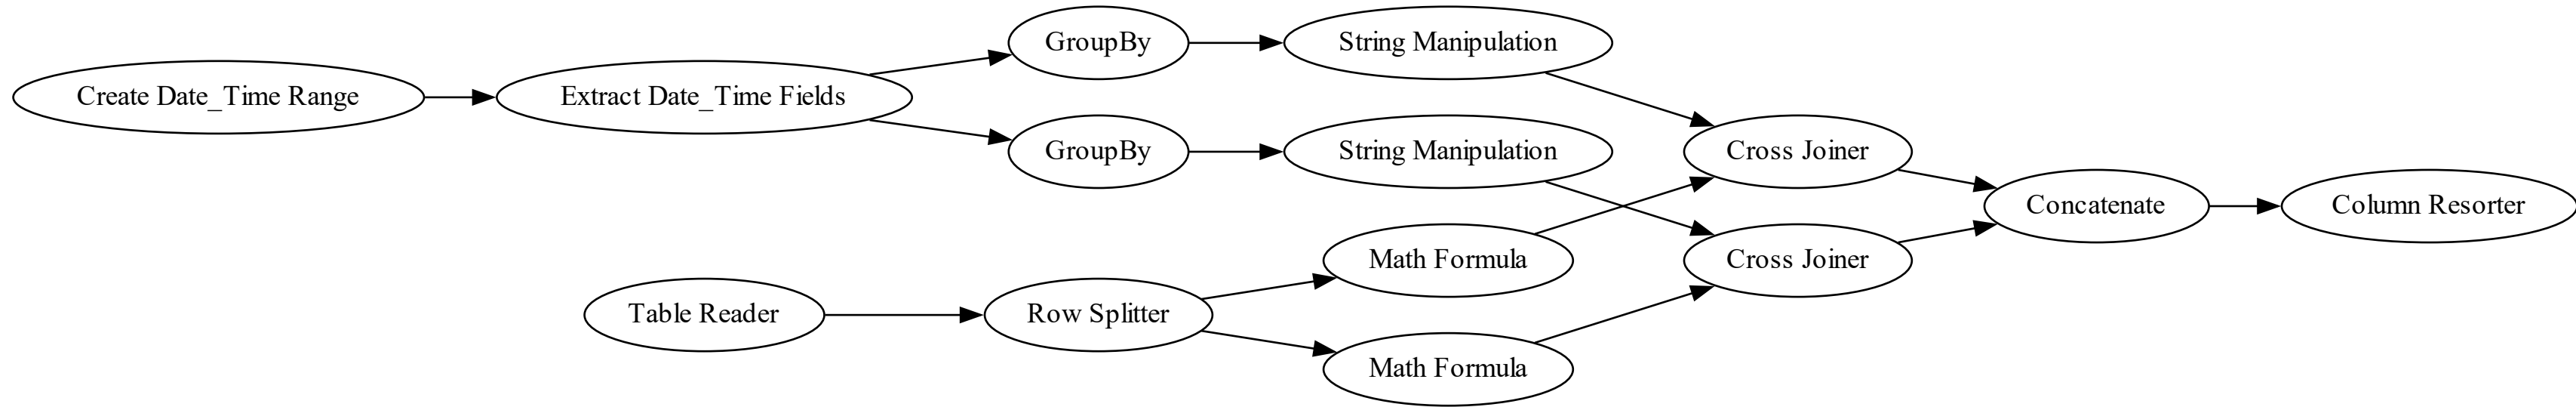 GroupBy
String Manipulation
Create Date_Time Range
Extract Date_Time Fields
GroupBy
String Manipulation
Cross Joiner
Concatenate
Column Resorter
Math Formula
Cross Joiner
Table Reader
Row Splitter
Math Formula